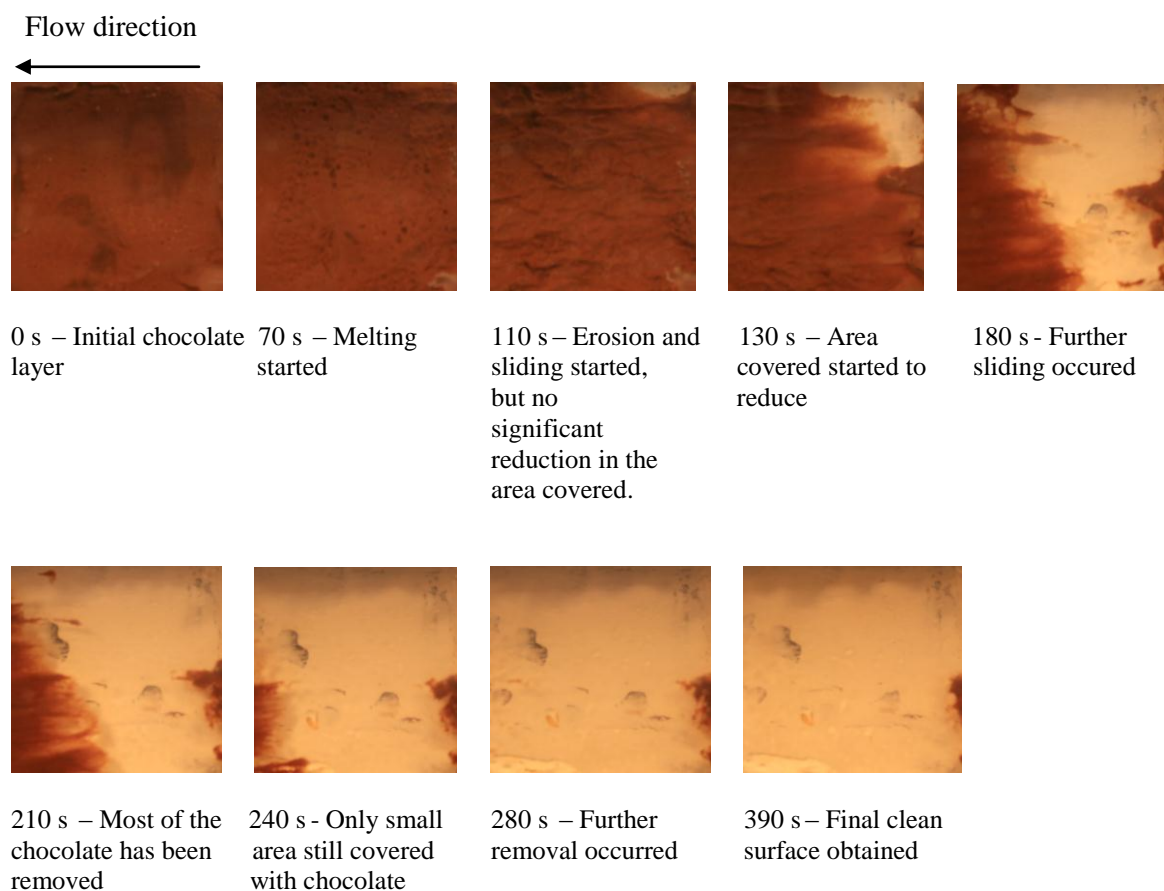 Flow direction
0 s – Initial chocolate
layer
70 s – Melting
started
110 s – Erosion and
sliding started,
but no
significant
reduction in the
area covered.
130 s – Area
covered started to
reduce
180 s - Further
sliding occured
210 s – Most of the
chocolate has been
removed
240 s - Only small
area still covered
with chocolate
280 s – Further
removal occurred
390 s – Final clean
surface obtained